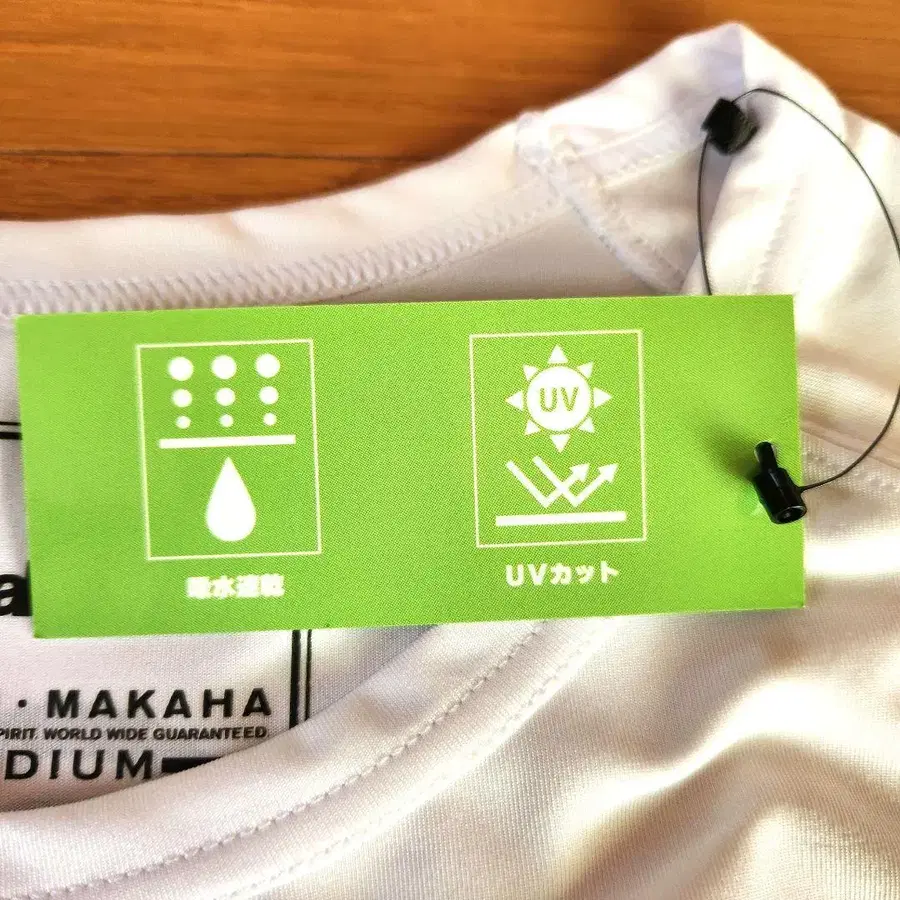 UV
吸水速乾
UVカット
a
· MAKAHA
PIRIT. WORLD WIDE GUARANTEED
DIUM